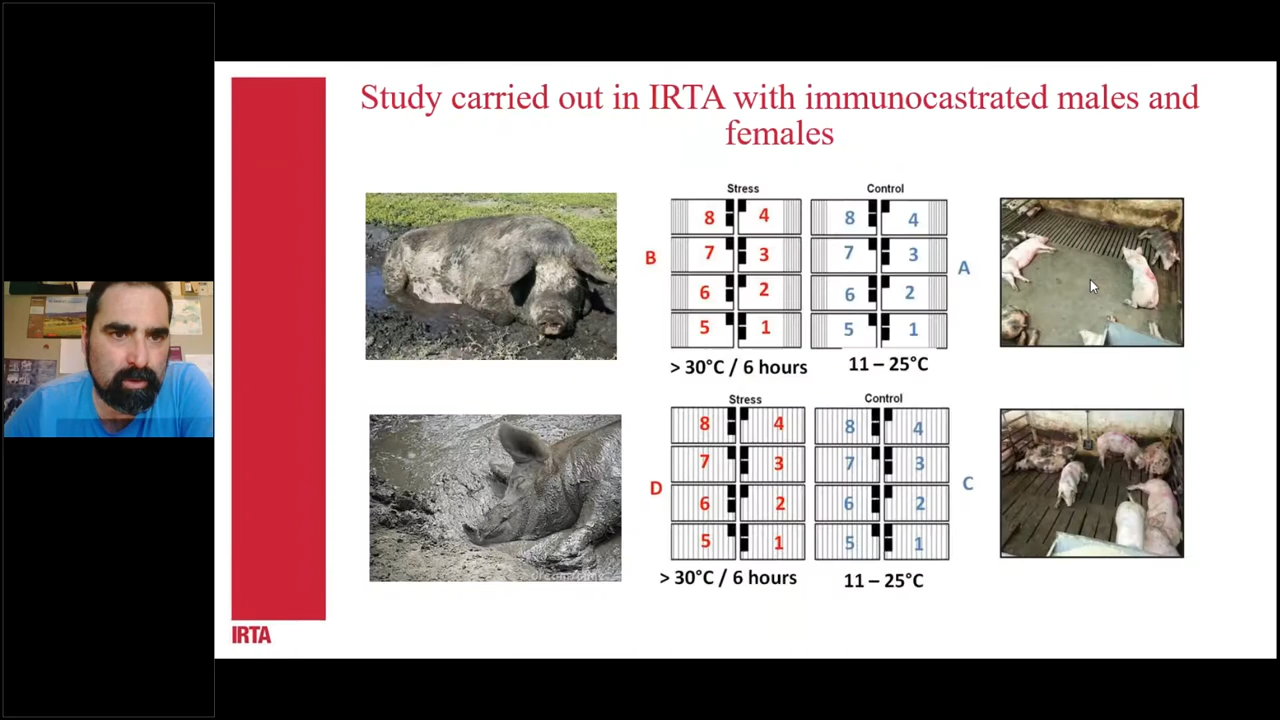 Study carried out in IRTA with immunocastrated males and
females
Stress Control
8 4 8 4
B 7 3 7 3 A
6 2 6 2
5 1 5 1
> 30°C / 6 hours 11 – 25°C
Stress Control
8 4 8 4
7 3 7 3
D 6 2 6 2 C
5 1 5 1
> 30°C / 6 hours 11 – 25°C
IRTA